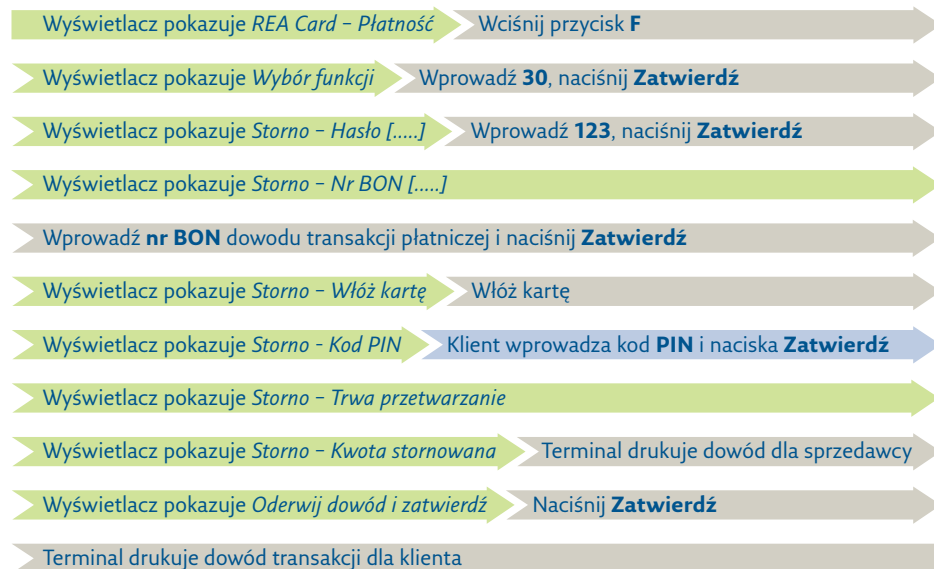 Wyświetlacz pokazuje REA Card – Płatność Wciśnij przycisk F
Wyświetlacz pokazuje Wybór funkcji Wprowadź 30, naciśnij Zatwierdź
Wyświetlacz pokazuje Storno – Hasło [.....] Wprowadź 123, naciśnij Zatwierdź
Wyświetlacz pokazuje Storno – Nr BON [.....]
Wprowadź nr BON dowodu transakcji płatniczej i naciśnij Zatwierdź
Wyświetlacz pokazuje Storno – Włóż kartę Włóż kartę
Wyświetlacz pokazuje Storno – Kod PIN Klient wprowadza kod PIN i naciska Zatwierdź
Wyświetlacz pokazuje Storno – Trwa przetwarzanie
Wyświetlacz pokazuje Storno – Kwota stornowana Terminal drukuje dowód dla sprzedawcy
Wyświetlacz pokazuje Oderwij dowód i zatwierdź Naciśnij Zatwierdź
Terminal drukuje dowód transakcji dla klienta